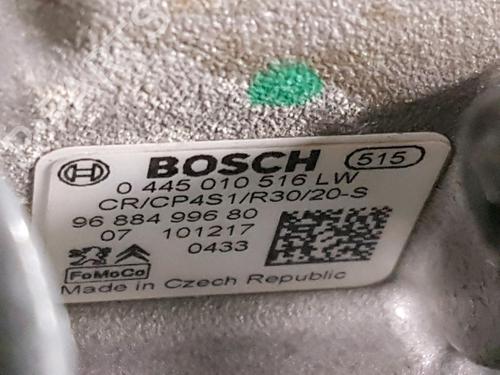 BOSCH 515
0 445 010 516 LW
CR/CP4S1/R30/20-S
96 884 996 80
07 101217
0433
FoMoCo
Made in Czech Republic